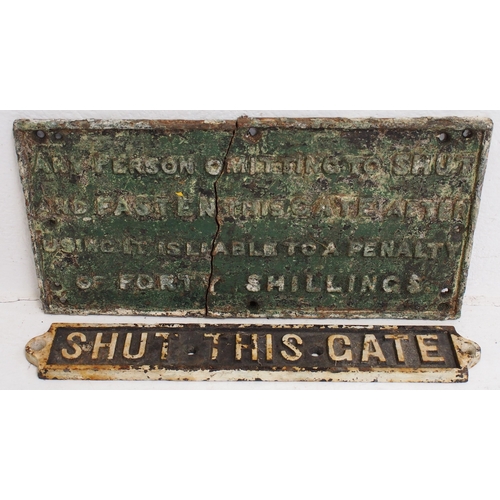 ANY PERSON OMITTING TO SHUT
AND FASTEN THIS GATE AFTER
USING IT IS LIABLE TO A PENALTY
OF FORTY SHILLINGS
SHUT THIS GATE